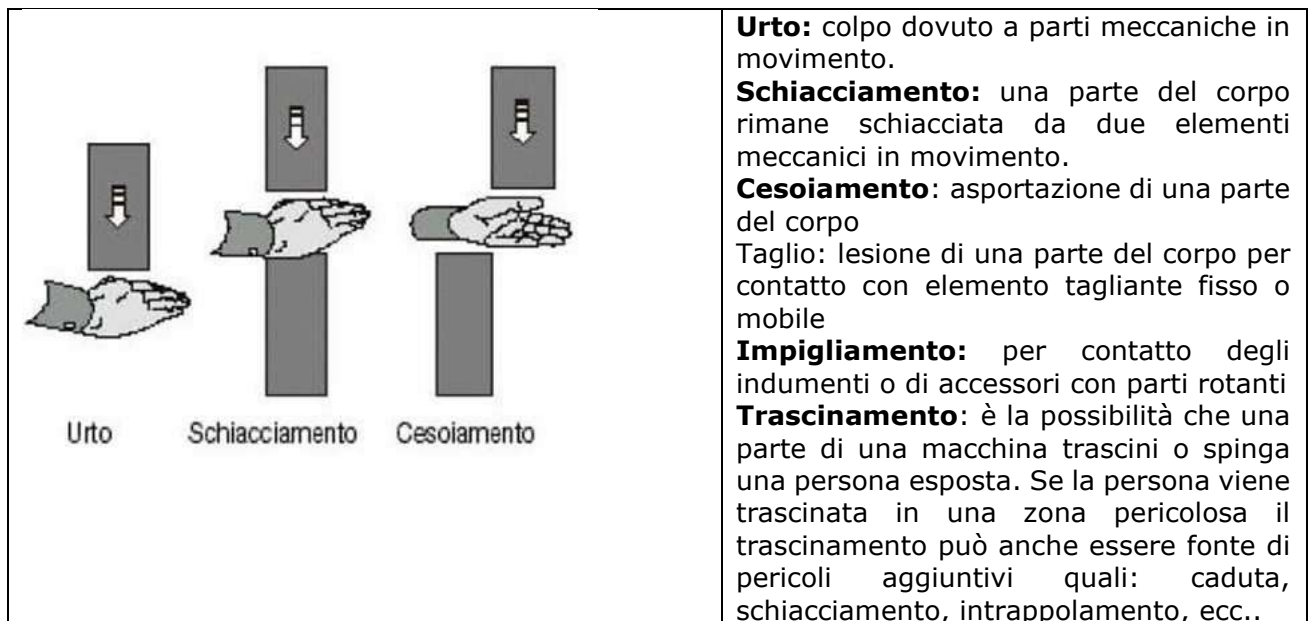 Urto
Schiacciamento
Cesoiamento
Urto: colpo dovuto a parti meccaniche in
movimento.
Schiacciamento: una parte del corpo
rimane schiacciata da due elementi
meccanici in movimento.
Cesoiamento: asportazione di una parte
del corpo
Taglio: lesione di una parte del corpo per
contatto con elemento tagliante fisso o
mobile
Impigliamento: per contatto degli
indumenti o di accessori con parti rotanti
Trascinamento: è la possibilità che una
parte di una macchina trascini o spinga
una persona esposta. Se la persona viene
trascinata in una zona pericolosa il
trascinamento può anche essere fonte di
pericoli aggiuntivi quali: caduta,
schiacciamento, intrappolamento, ecc..